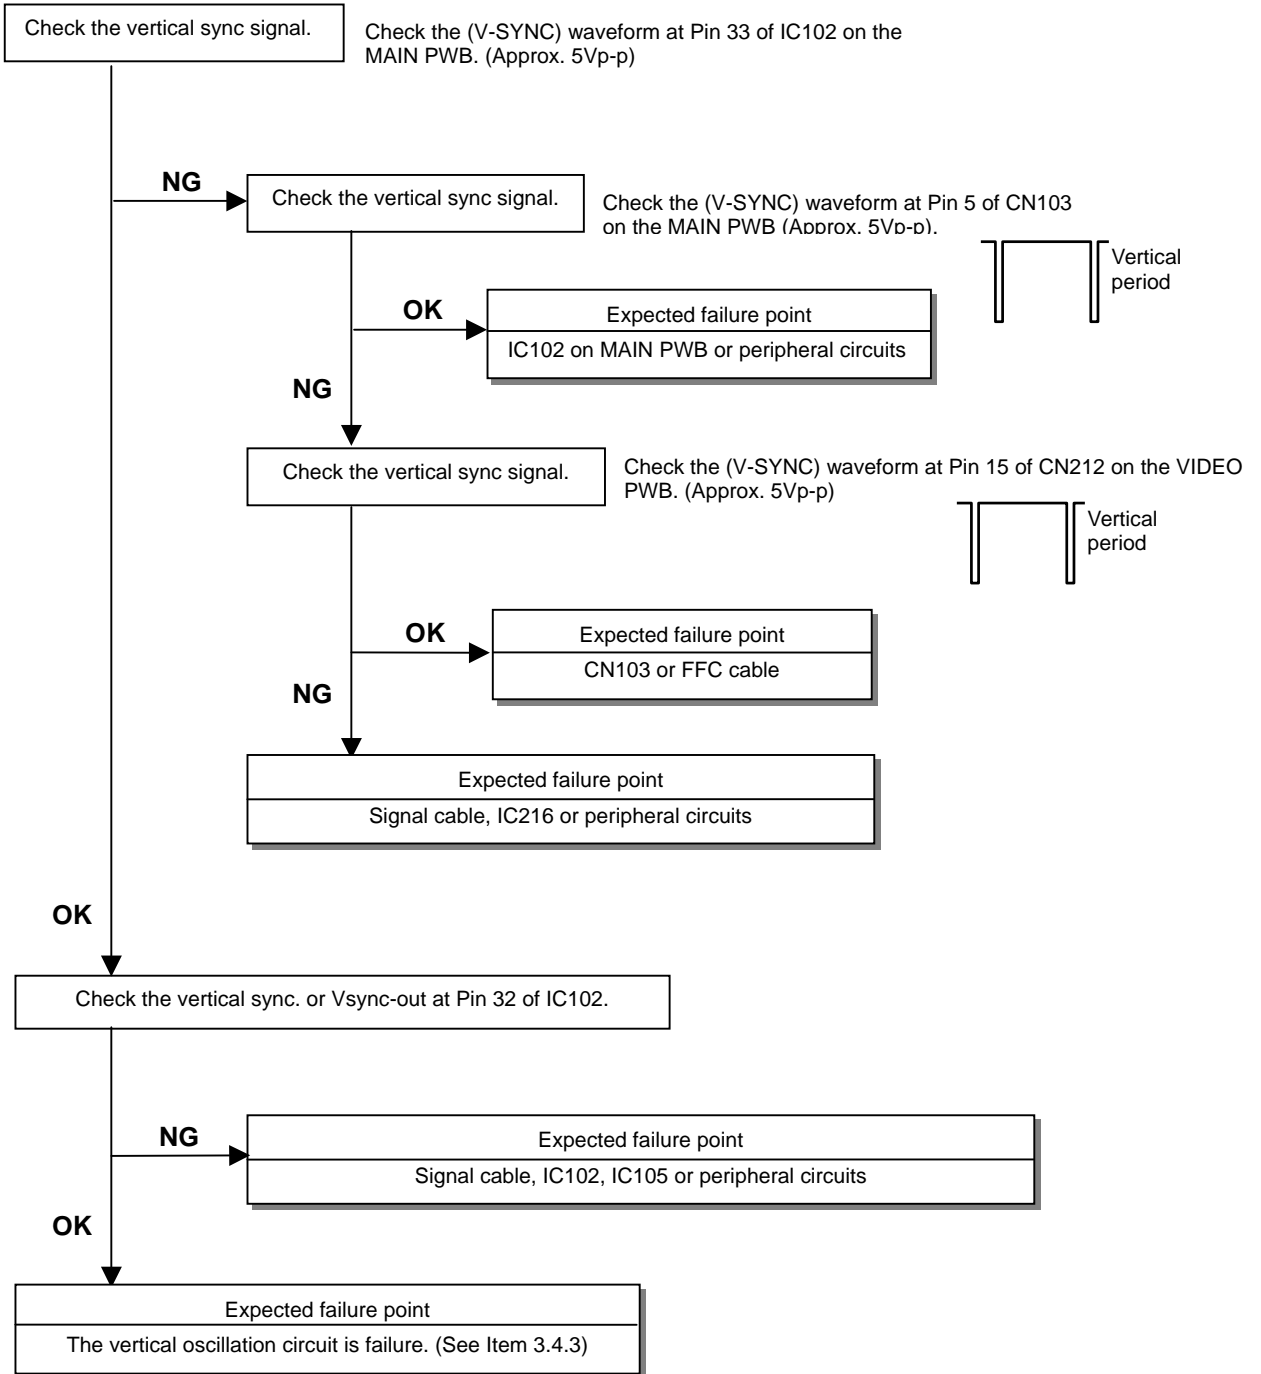 Check the vertical sync signal.
Check the (V-SYNC) waveform at Pin 33 of IC102 on the
MAIN PWB. (Approx. 5Vp-p)
NG
Check the vertical sync signal.
Check the (V-SYNC) waveform at Pin 5 of CN103
on the MAIN PWB (Approx. 5Vp-p).
Vertical
period
OK
Expected failure point
IC102 on MAIN PWB or peripheral circuits
NG
Check the vertical sync signal.
Check the (V-SYNC) waveform at Pin 15 of CN212 on the VIDEO
PWB. (Approx. 5Vp-p)
Vertical
period
OK
Expected failure point
CN103 or FFC cable
NG
Expected failure point
Signal cable, IC216 or peripheral circuits
OK
Check the vertical sync. or Vsync-out at Pin 32 of IC102.
NG
Expected failure point
Signal cable, IC102, IC105 or peripheral circuits
OK
Expected failure point
The vertical oscillation circuit is failure. (See Item 3.4.3)